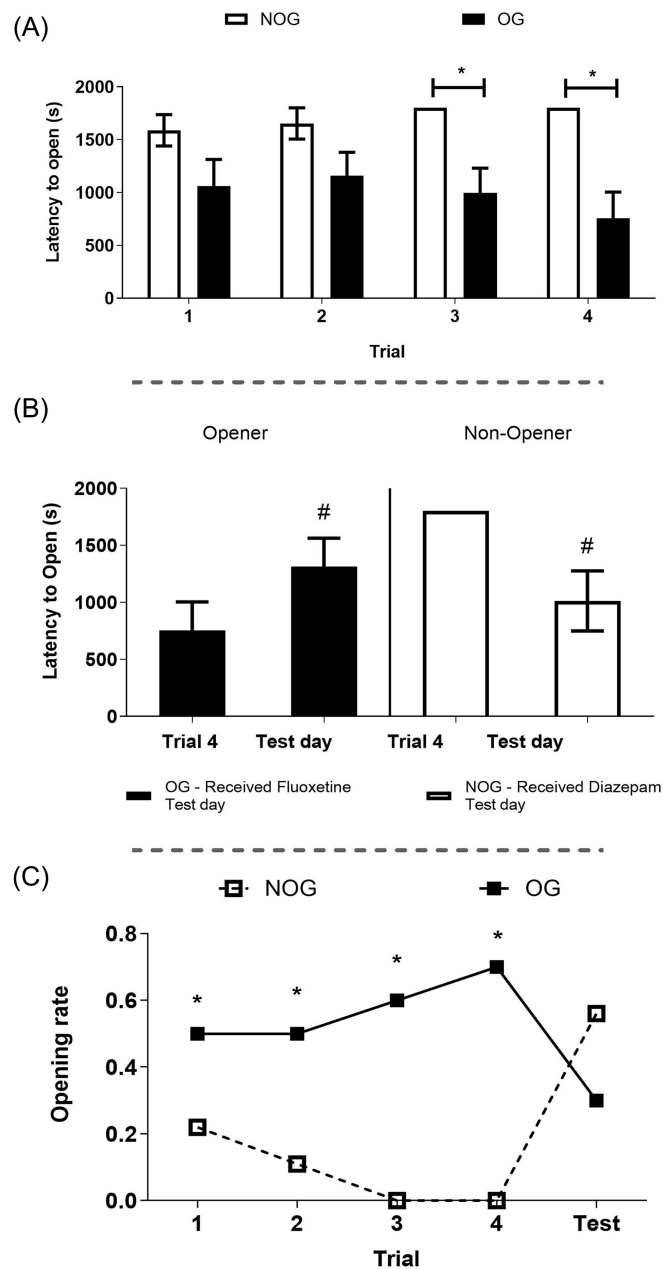 (A)
NOG OG
Latency to open (s)
2000
1500
1000
500
0
* *
1 2 3 4
Trial
(B)
Opener Non-Opener
Latency to Open (s)
2000
1500
1000
500
0
# #
Trial 4 Test day Trial 4 Test day
OG - Received Fluoxetine
Test day
NOG - Received Diazepam
Test day
(C)
NOG OG
Opening rate
0.8
0.6
0.4
0.2
0.0
* * * *
1 2 3 4 Test
Trial